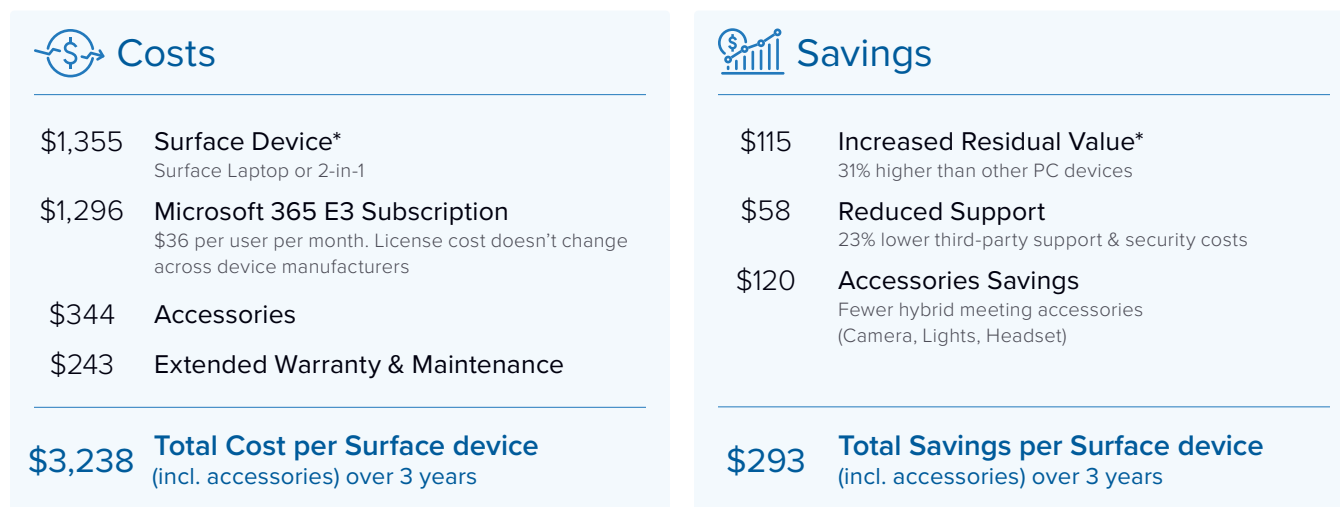 Costs
$1,355 Surface Device*
Surface Laptop or 2-in-1
$1,296 Microsoft 365 E3 Subscription
$36 per user per month. License cost doesn’t change
across device manufacturers
$344 Accessories
$243 Extended Warranty & Maintenance
$3,238 Total Cost per Surface device
(incl. accessories) over 3 years
Savings
$115 Increased Residual Value*
31% higher than other PC devices
$58 Reduced Support
23% lower third-party support & security costs
$120 Accessories Savings
Fewer hybrid meeting accessories
(Camera, Lights, Headset)
$293 Total Savings per Surface device
(incl. accessories) over 3 years